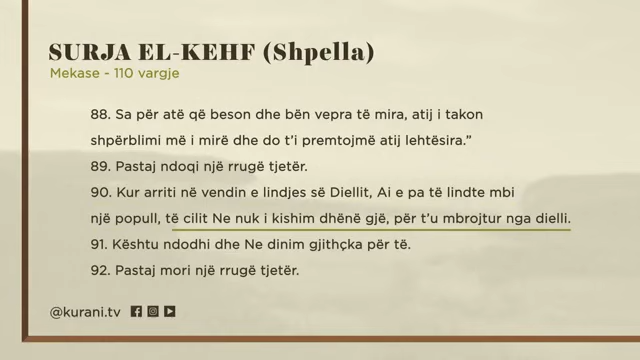 SURJA EL-KEHF (Shpella)
Mekase - 110 vargje
88. Sa për atë që beson dhe bën vepra të mira, atij i takon
shpërblimi më i mirë dhe do t'i premtojmë atij lehtësira.”
89. Pastaj ndoqi një rrugë tjetër.
90. Kur arriti në vendin e lindjes së Diellit, Ai e pa të lindte mbi
një popull, të cilit Ne nuk i kishim dhënë gjë, për t'u mbrojtur nga dielli.
91. Kështu ndodhi dhe Ne dinim gjithçka për të.
92. Pastaj mori një rrugë tjetër.
@kurani.tv